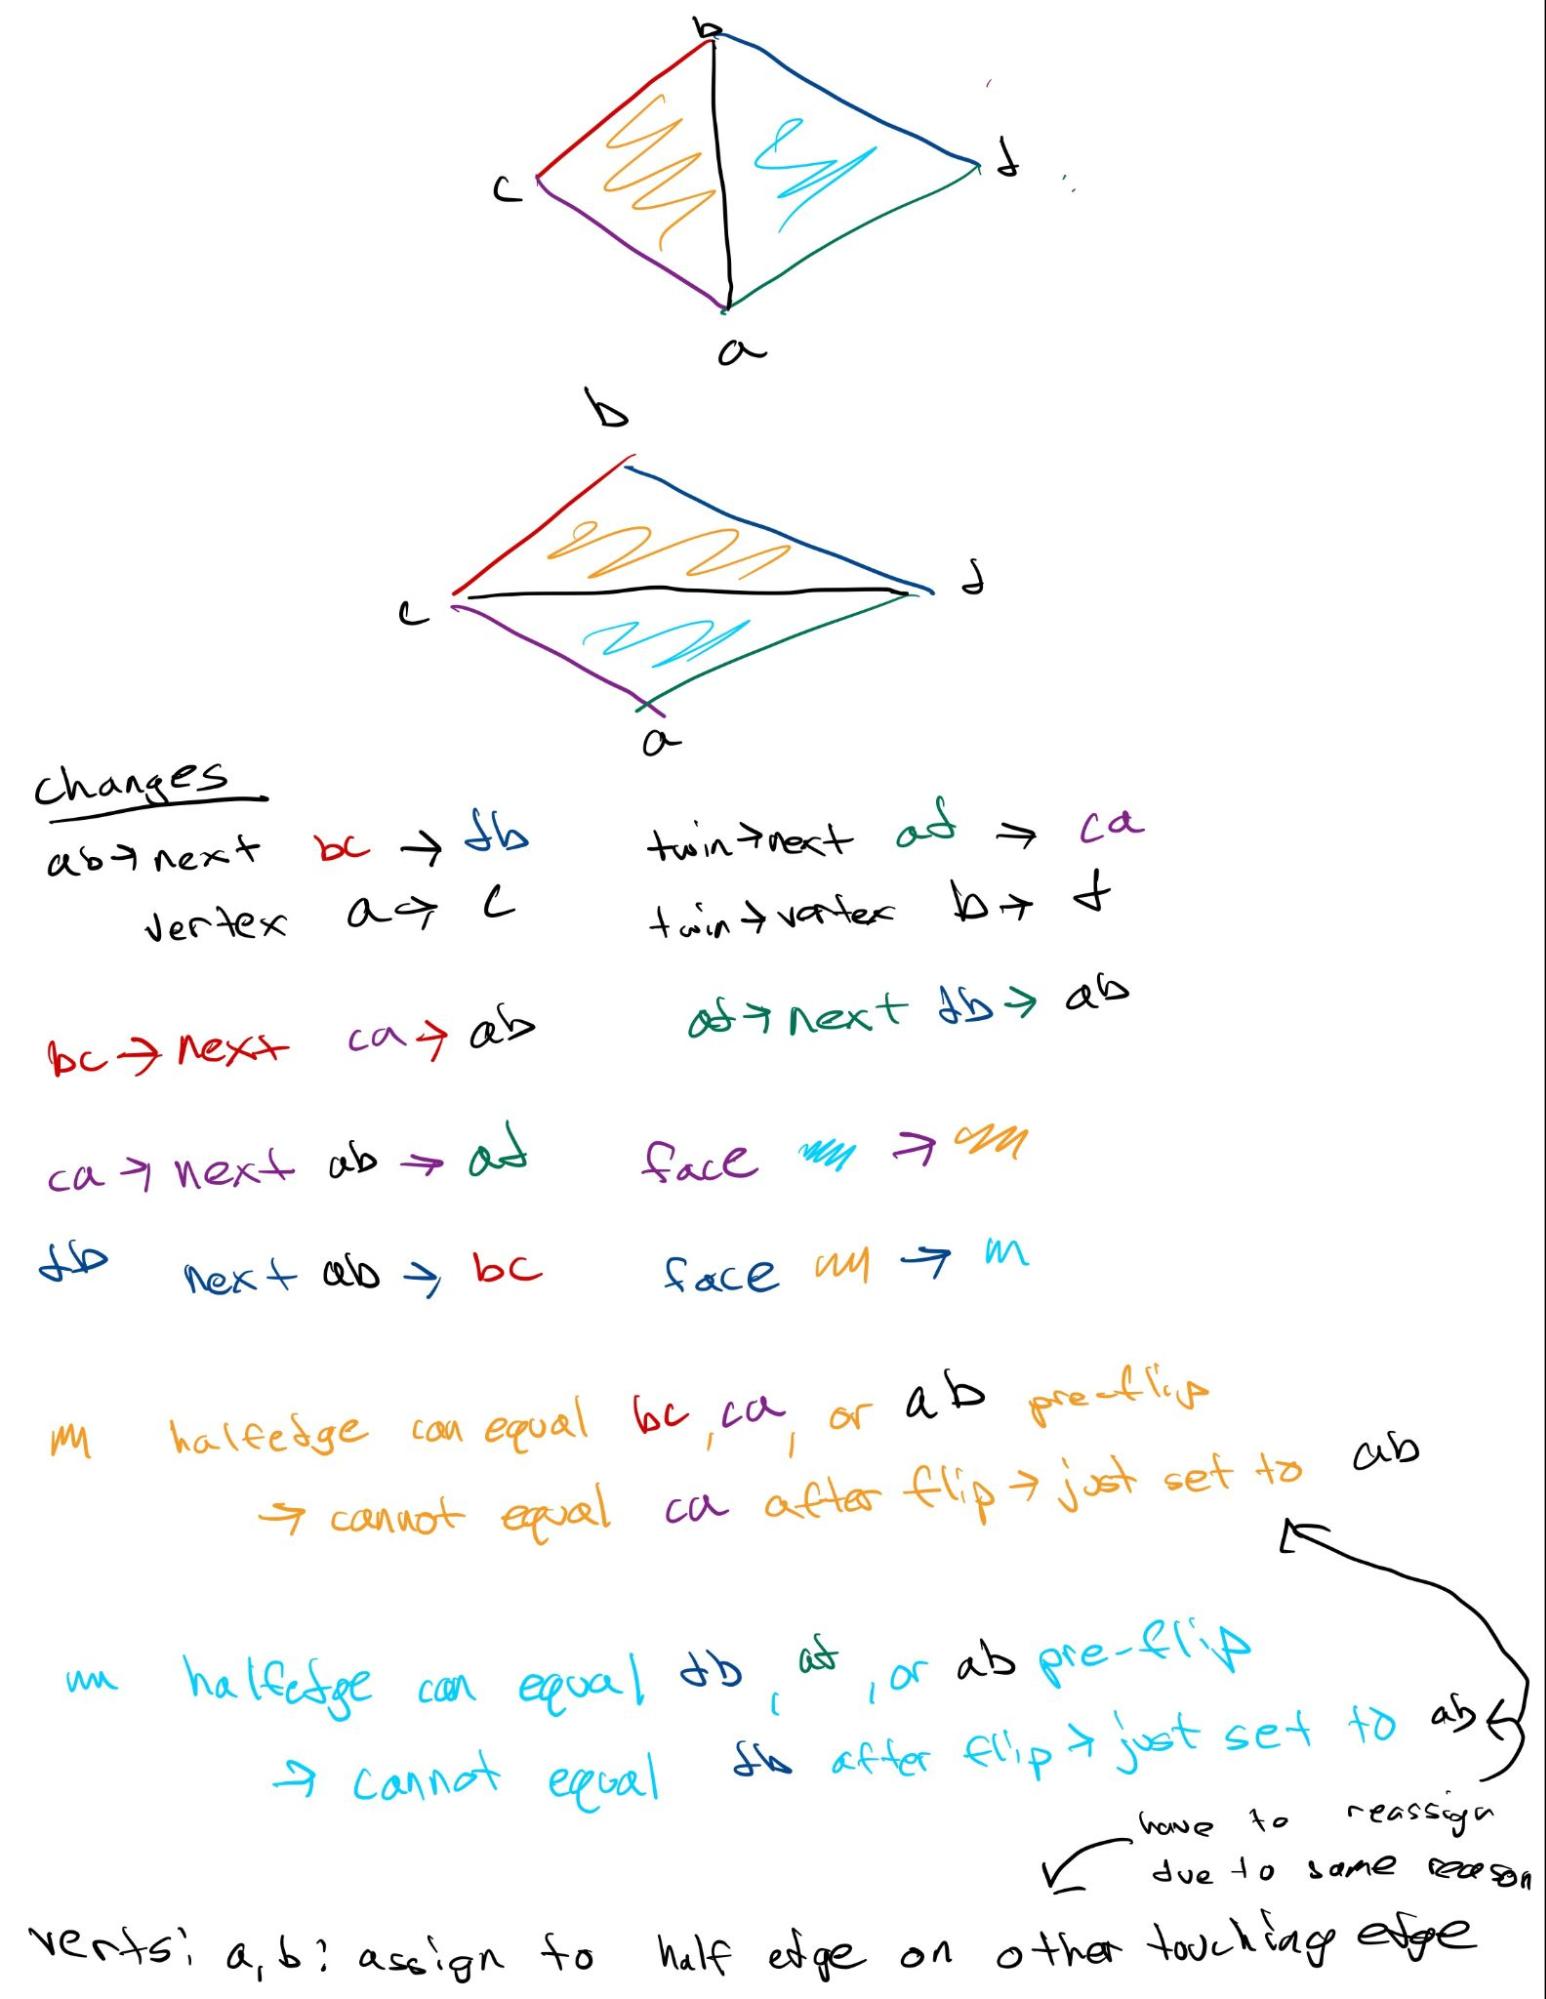 b
c
d
a
b
c
d
a
changes
ab → next bc → db twin → next ad → ca
vertex a → c twin → vertex b → d
bc → next ca → ab ad → next db → ab
ca → next ab → ad face →
db next ab → bc face →
halfedge can equal bc, ca, or ab pre-flip
→ cannot equal ca after flip → just set to ab
halfedge can equal db, ad, or ab pre-flip
→ cannot equal db after flip → just set to ab
have to reassign
due to same reason
verts: a, b: assign to half edge on other touching edge